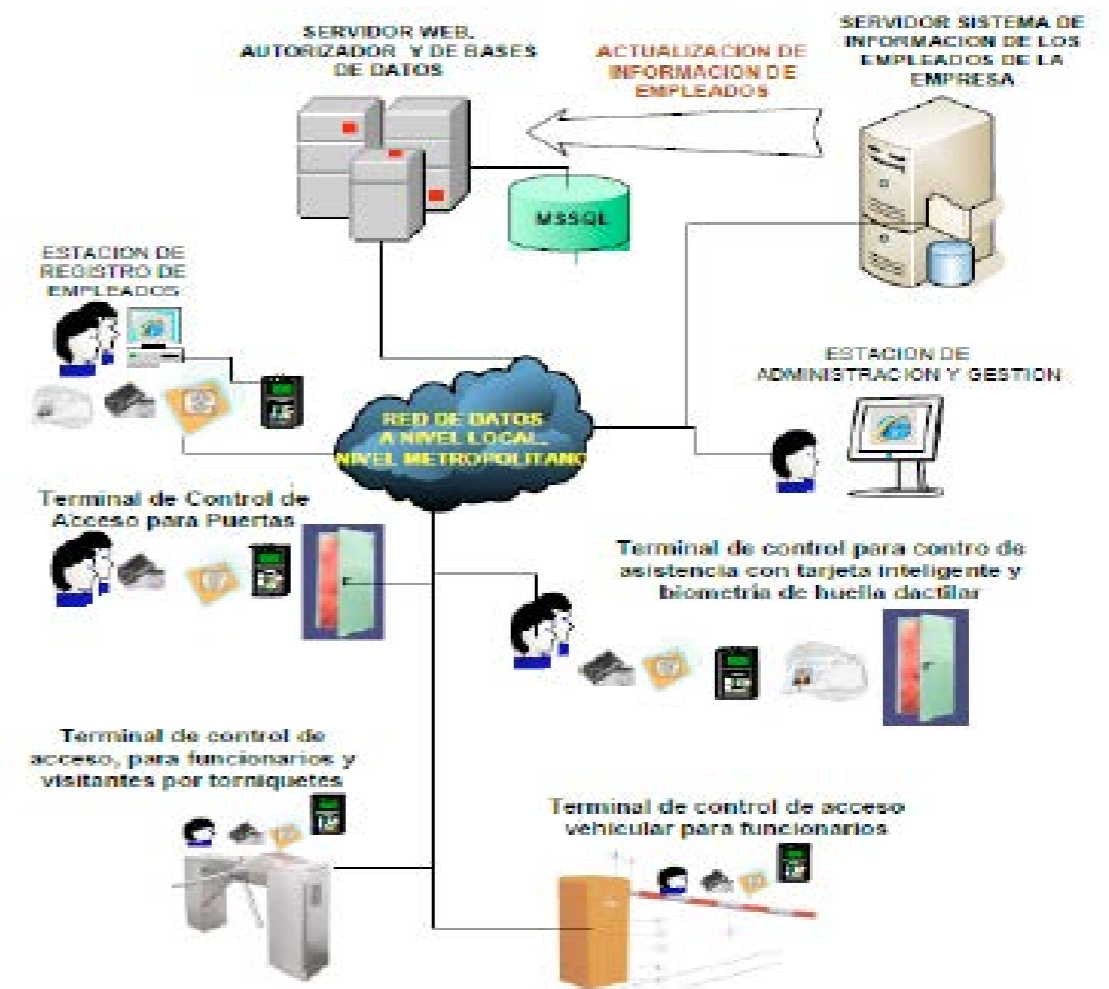 SERVIDOR WEB,
AUTORIZADOR Y DE BASES
DE DATOS
ACTUALIZACION DE
INFORMACION DE
EMPLEADOS
SERVIDOR SISTEMA DE
INFORMACION DE LOS
EMPLEADOS DE LA
EMPRESA
MSSQL
ESTACION DE
REGISTRO DE
EMPLEADOS
ESTACION DE
ADMINISTRACION Y GESTION
RED DE DATOS
A NIVEL LOCAL,
NIVEL METROPOLITANO
Terminal de Control de
Acceso para Puertas
Terminal de control para contro de
asistencia con tarjeta inteligente y
biometría de huella dactilar
Terminal de control de
acceso, para funcionarios y
visitantes por torniquetes
Terminal de control de acceso
vehicular para funcionarios